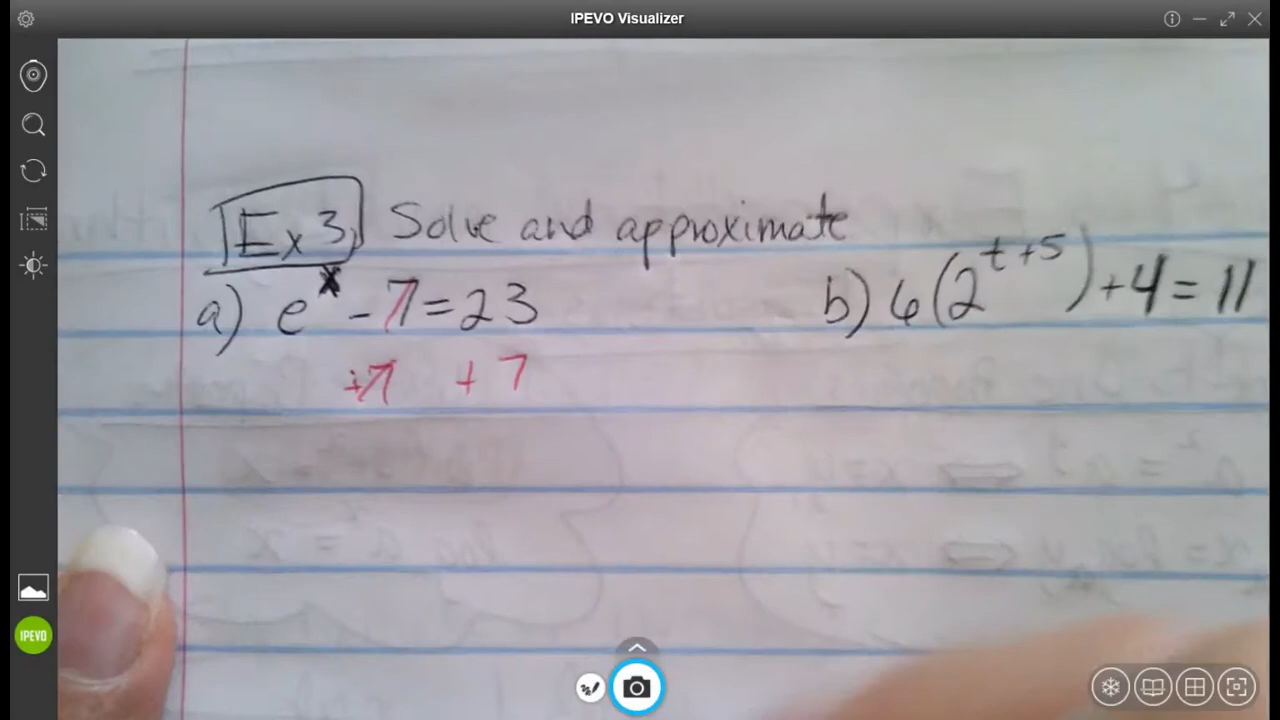 IPEVO Visualizer
Ex 3) Solve and approximate
a) e^x - 7 = 23
+7 +7
b) 6(2^{t+5}) + 4 = 11
IPEVO